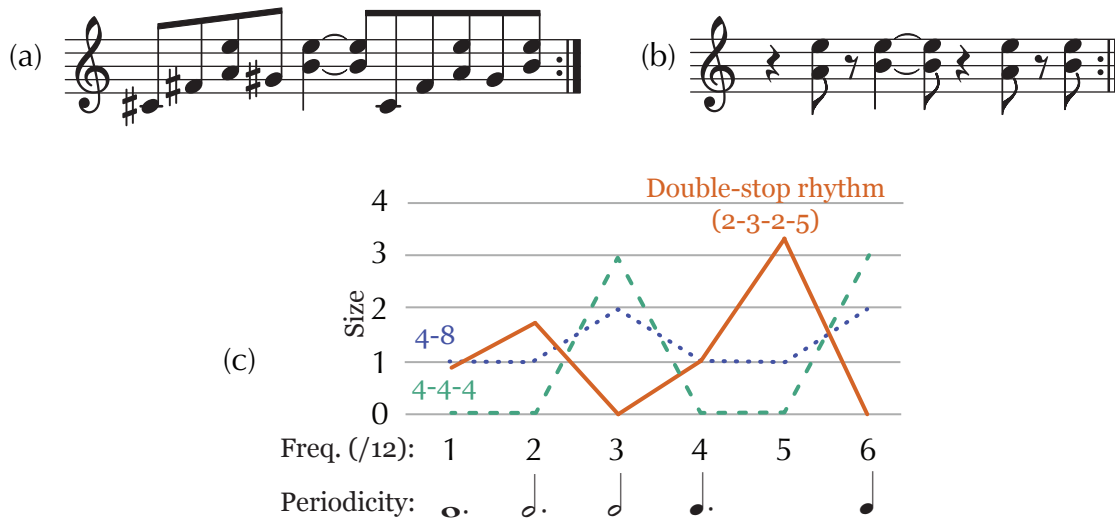 (a)
(b)
Double-stop rhythm
(2-3-2-5)
4
3
2
1
0
Size
4-8
4-4-4
(c)
Freq. (/12): 1 2 3 4 5 6
Periodicity: